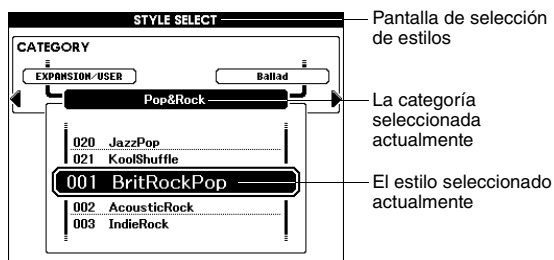 STYLE SELECT
Pantalla de selección
de estilos
CATEGORY
EXPANSION/USER
Ballad
Pop&Rock
La categoría
seleccionada
actualmente
020 JazzPop
021 KoolShuffle
001 BritRockPop
El estilo seleccionado
actualmente
002 AcousticRock
003 IndieRock